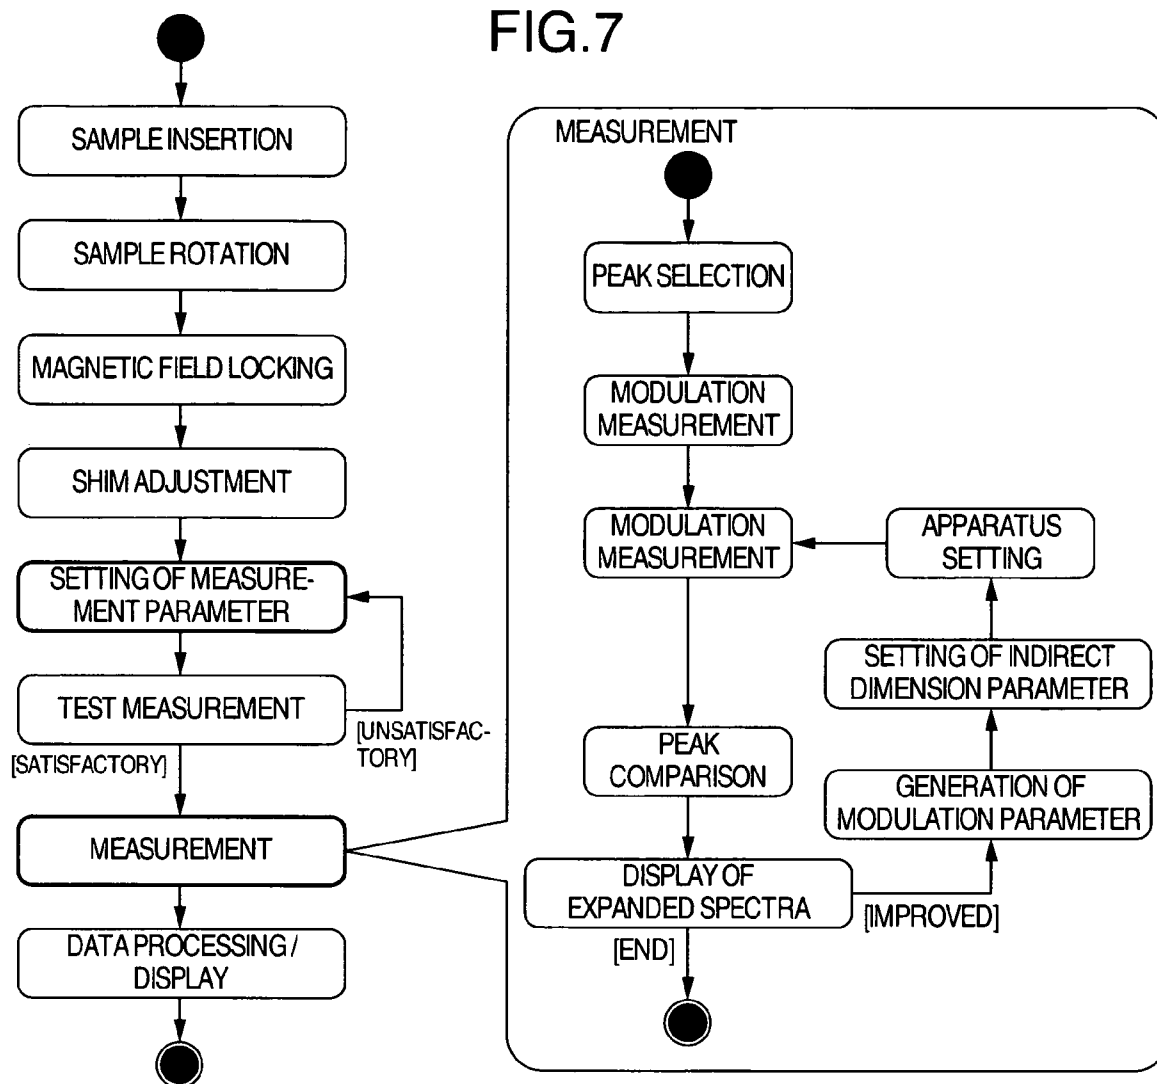 FIG.7
SAMPLE INSERTION
SAMPLE ROTATION
MAGNETIC FIELD LOCKING
SHIM ADJUSTMENT
SETTING OF MEASURE-
MENT PARAMETER
TEST MEASUREMENT
[UNSATISFAC-
TORY]
[SATISFACTORY]
MEASUREMENT
DATA PROCESSING /
DISPLAY
MEASUREMENT
PEAK SELECTION
MODULATION
MEASUREMENT
MODULATION
MEASUREMENT
APPARATUS
SETTING
SETTING OF INDIRECT
DIMENSION PARAMETER
PEAK
COMPARISON
GENERATION OF
MODULATION PARAMETER
DISPLAY OF
EXPANDED SPECTRA
[IMPROVED]
[END]